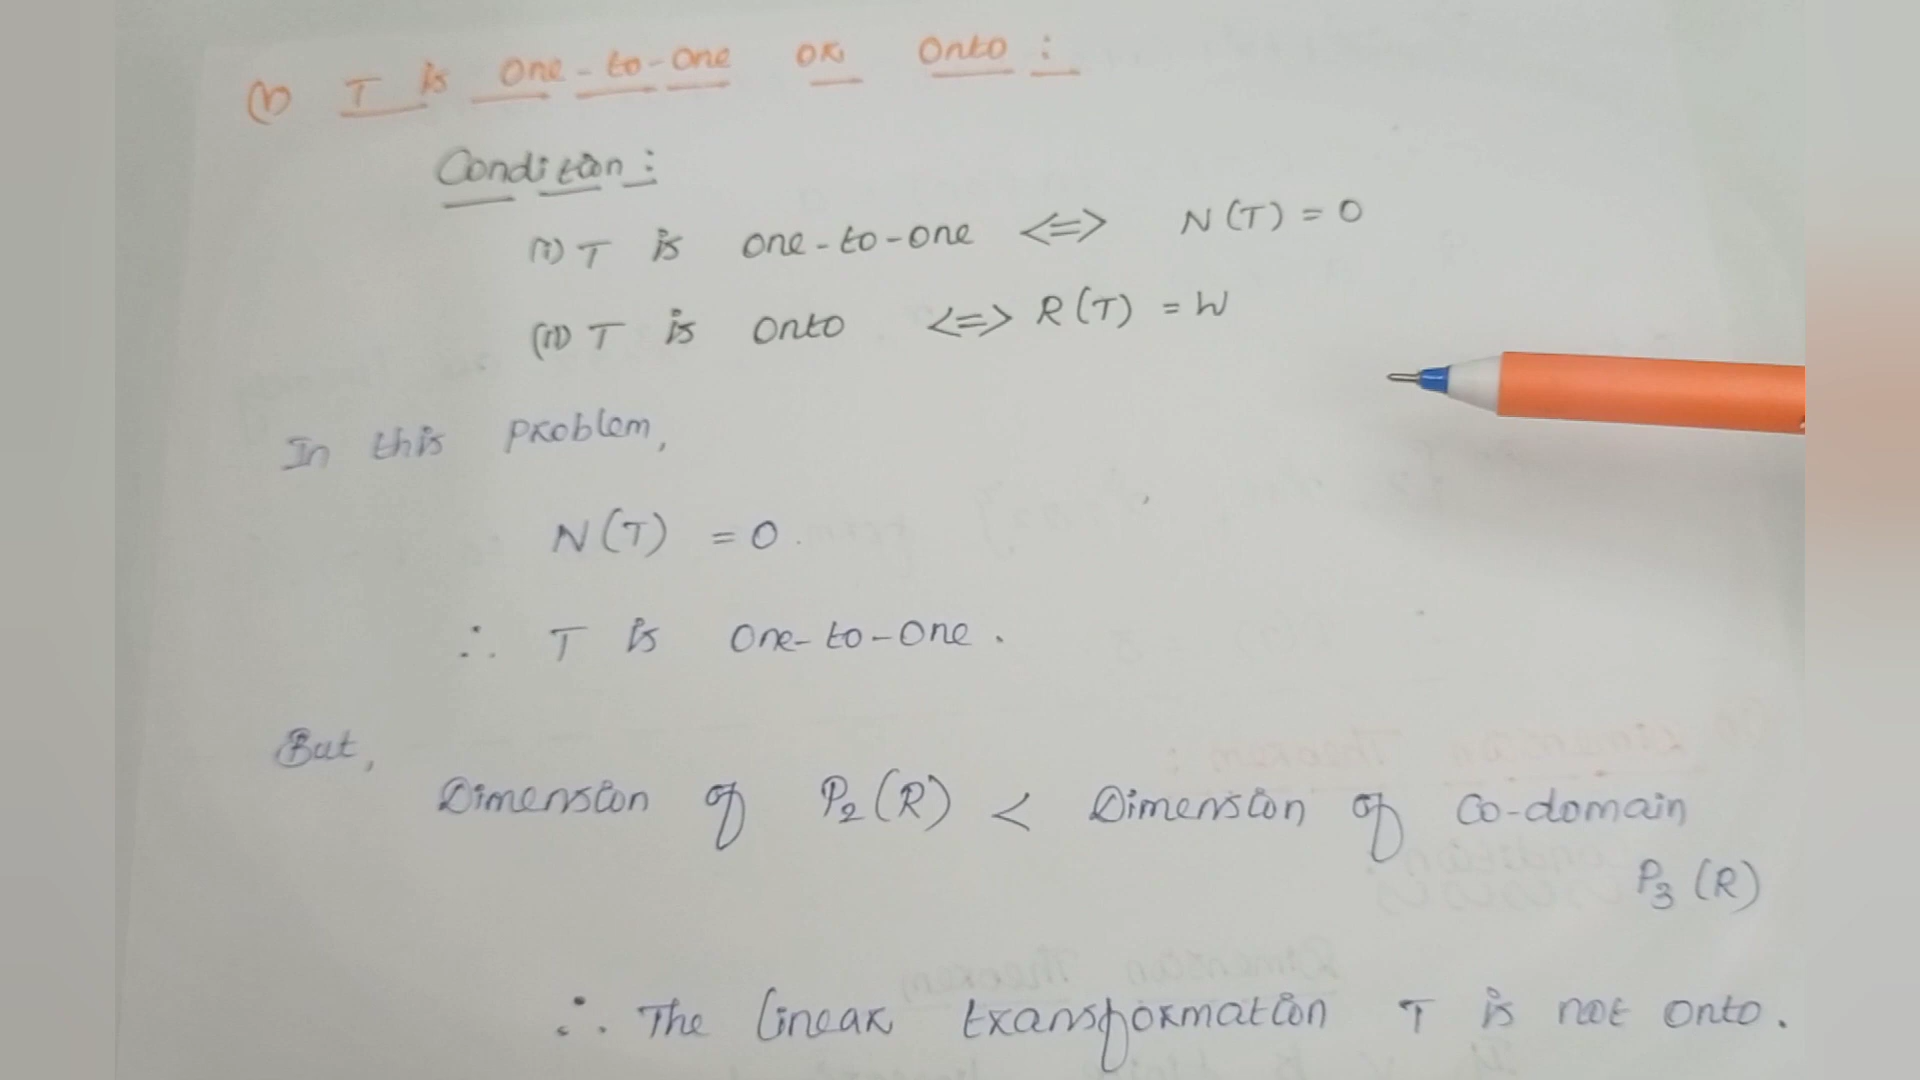 (v) T is One-to-One OR Onto :
Condition :
(i) T is one-to-one <=> N(T) = 0
(ii) T is Onto <=> R(T) = W
In this problem,
N(T) = 0.
∴ T is One-to-One.
But,
Dimension of P₂(R) < Dimension of Co-domain
P₃(R)
∴ The linear transformation T is not Onto.